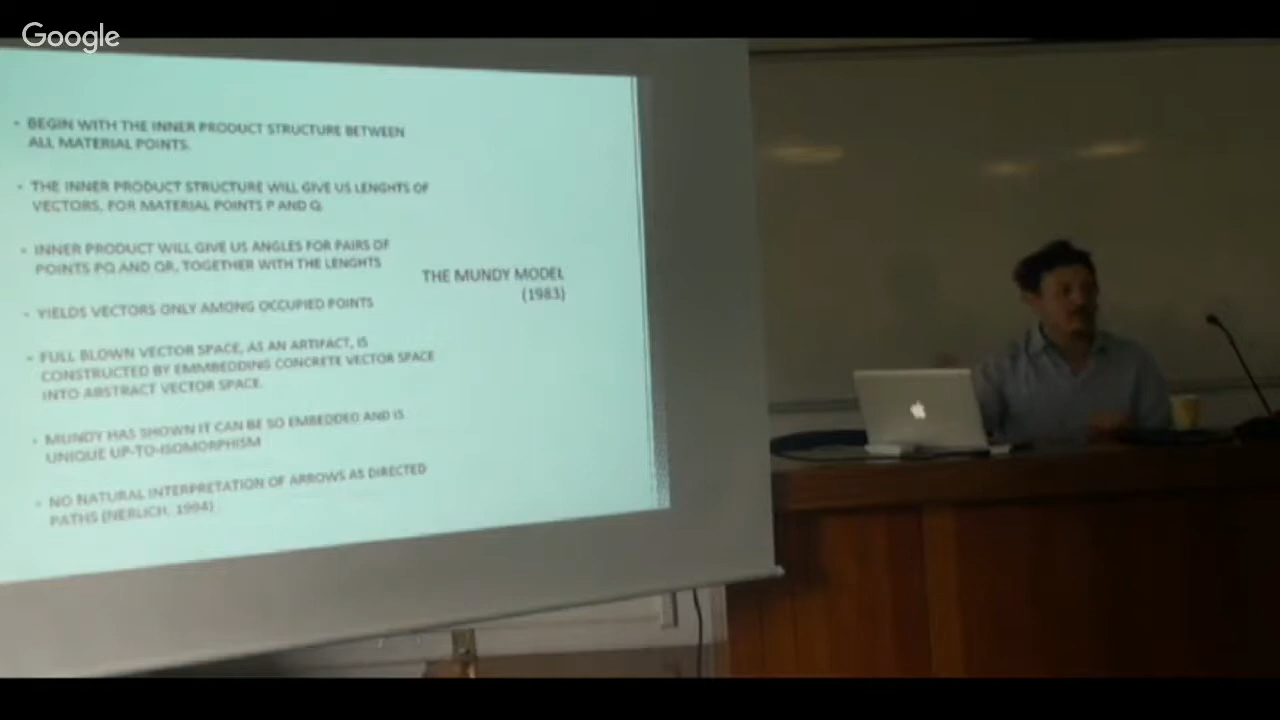 Google
• BEGIN WITH THE INNER PRODUCT STRUCTURE BETWEEN
ALL MATERIAL POINTS.
• THE INNER PRODUCT STRUCTURE WILL GIVE US LENGHTS OF
VECTORS, FOR MATERIAL POINTS P AND Q.
• INNER PRODUCT WILL GIVE US ANGLES FOR PAIRS OF
POINTS PQ AND QR, TOGETHER WITH THE LENGHTS
• YIELDS VECTORS ONLY AMONG OCCUPIED POINTS
• FULL BLOWN VECTOR SPACE, AS AN ARTIFACT, IS
CONSTRUCTED BY EMMBEDDING CONCRETE VECTOR SPACE
INTO ABSTRACT VECTOR SPACE.
• MUNDY HAS SHOWN IT CAN BE SO EMBEDDED AND IS
UNIQUE UP-TO-ISOMORPHISM
• NO NATURAL INTERPRETATION OF ARROWS AS DIRECTED
PATHS (NERLICH, 1994)
THE MUNDY MODEL
(1983)